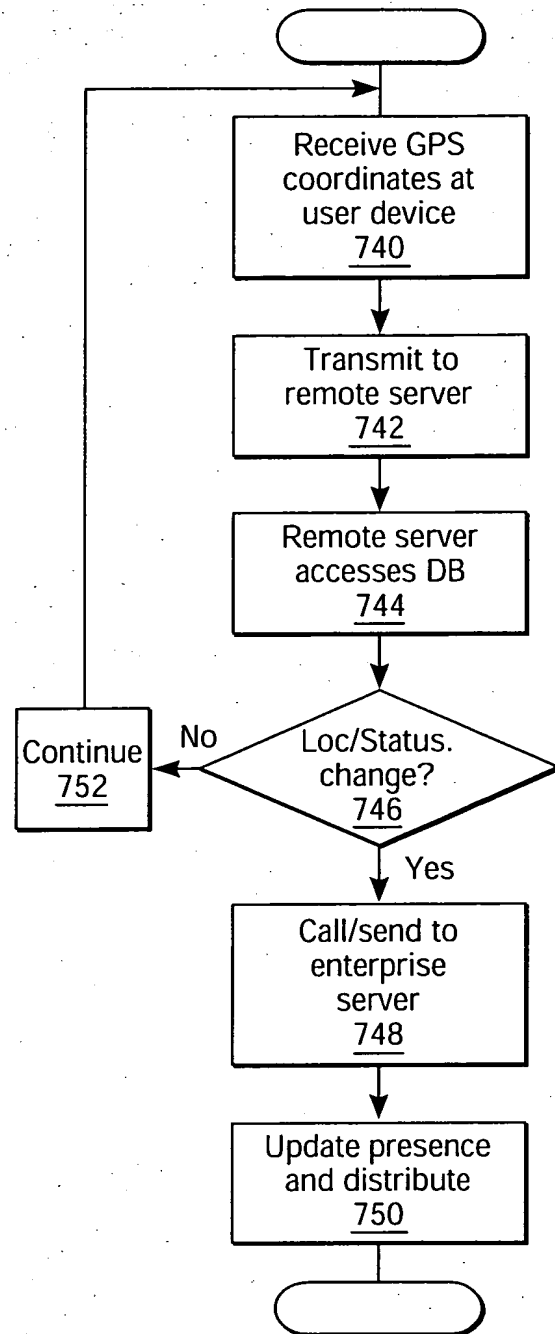 Receive GPS
coordinates at
user device
740
Transmit to
remote server
742
Remote server
accesses DB
744
Loc/Status.
change?
746
No
Continue
752
Yes
Call/send to
enterprise
server
748
Update presence
and distribute
750